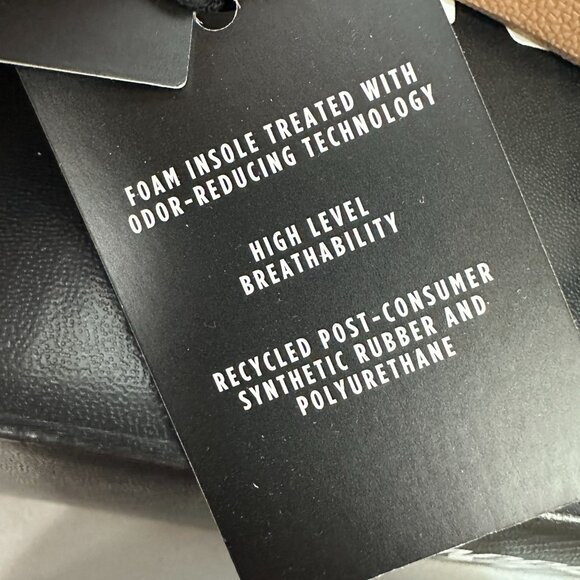 FOAM INSOLE TREATED WITH
ODOR-REDUCING TECHNOLOGY
HIGH LEVEL
BREATHABILITY
RECYCLED POST-CONSUMER
SYNTHETIC RUBBER AND
POLYURETHANE